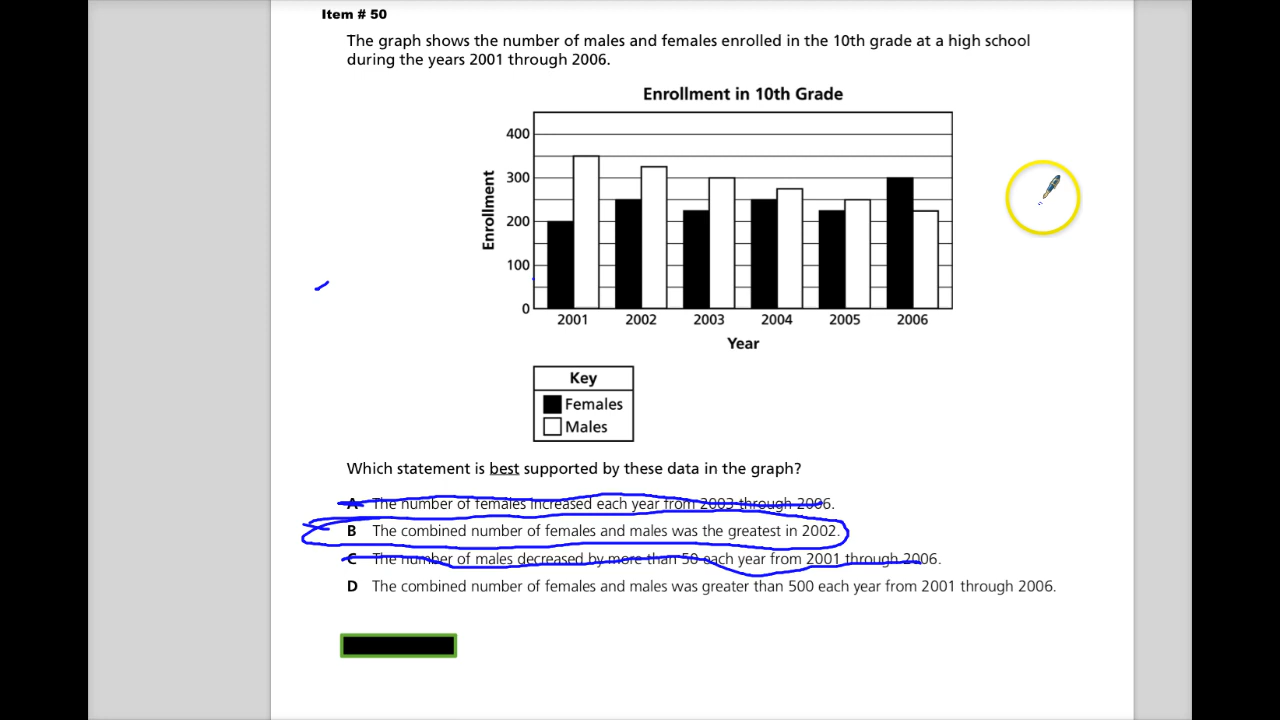 Item # 50
The graph shows the number of males and females enrolled in the 10th grade at a high school
during the years 2001 through 2006.
Enrollment in 10th Grade
Enrollment
400
300
200
100
0
2001 2002 2003 2004 2005 2006
Year
Key
Females
Males
Which statement is best supported by these data in the graph?
A The number of females increased each year from 2003 through 2006.
B The combined number of females and males was the greatest in 2002.
C The number of males decreased by more than 50 each year from 2001 through 2006.
D The combined number of females and males was greater than 500 each year from 2001 through 2006.